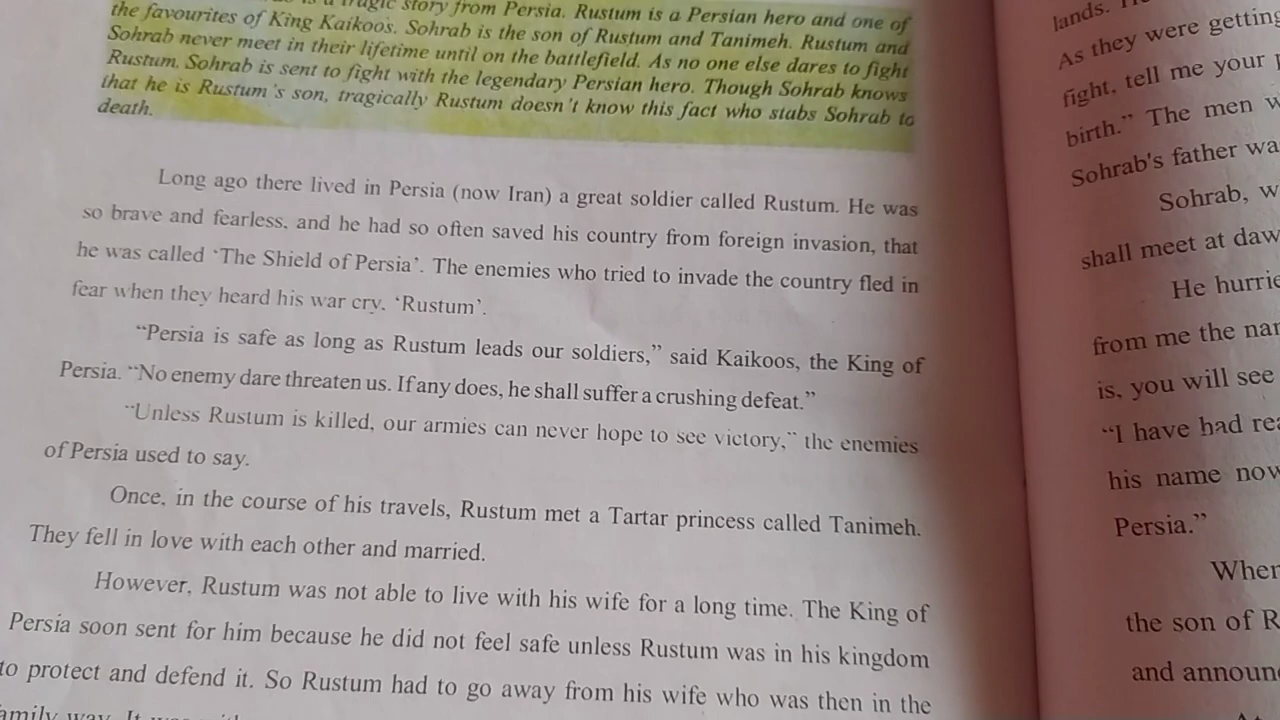 is a tragic story from Persia. Rustum is a Persian hero and one of
the favourites of King Kaikoos. Sohrab is the son of Rustum and Tanimeh. Rustum and
Sohrab never meet in their lifetime until on the battlefield. As no one else dares to fight
Rustum. Sohrab is sent to fight with the legendary Persian hero. Though Sohrab knows
that he is Rustum's son, tragically Rustum doesn't know this fact who stabs Sohrab to
death.
Long ago there lived in Persia (now Iran) a great soldier called Rustum. He was
so brave and fearless, and he had so often saved his country from foreign invasion, that
he was called ‘The Shield of Persia’. The enemies who tried to invade the country fled in
fear when they heard his war cry. ‘Rustum’.
“Persia is safe as long as Rustum leads our soldiers,” said Kaikoos, the King of
Persia. “No enemy dare threaten us. If any does, he shall suffer a crushing defeat.”
“Unless Rustum is killed, our armies can never hope to see victory,” the enemies
of Persia used to say.
Once, in the course of his travels, Rustum met a Tartar princess called Tanimeh.
They fell in love with each other and married.
However, Rustum was not able to live with his wife for a long time. The King of
Persia soon sent for him because he did not feel safe unless Rustum was in his kingdom
to protect and defend it. So Rustum had to go away from his wife who was then in the
way. It
lands.
As they were getting
fight, tell me your
birth.” The men
Sohrab's father
Sohrab,
shall meet at
He
from me the
is, you will see
“I have had
his name now
Persia.”
the son of
and